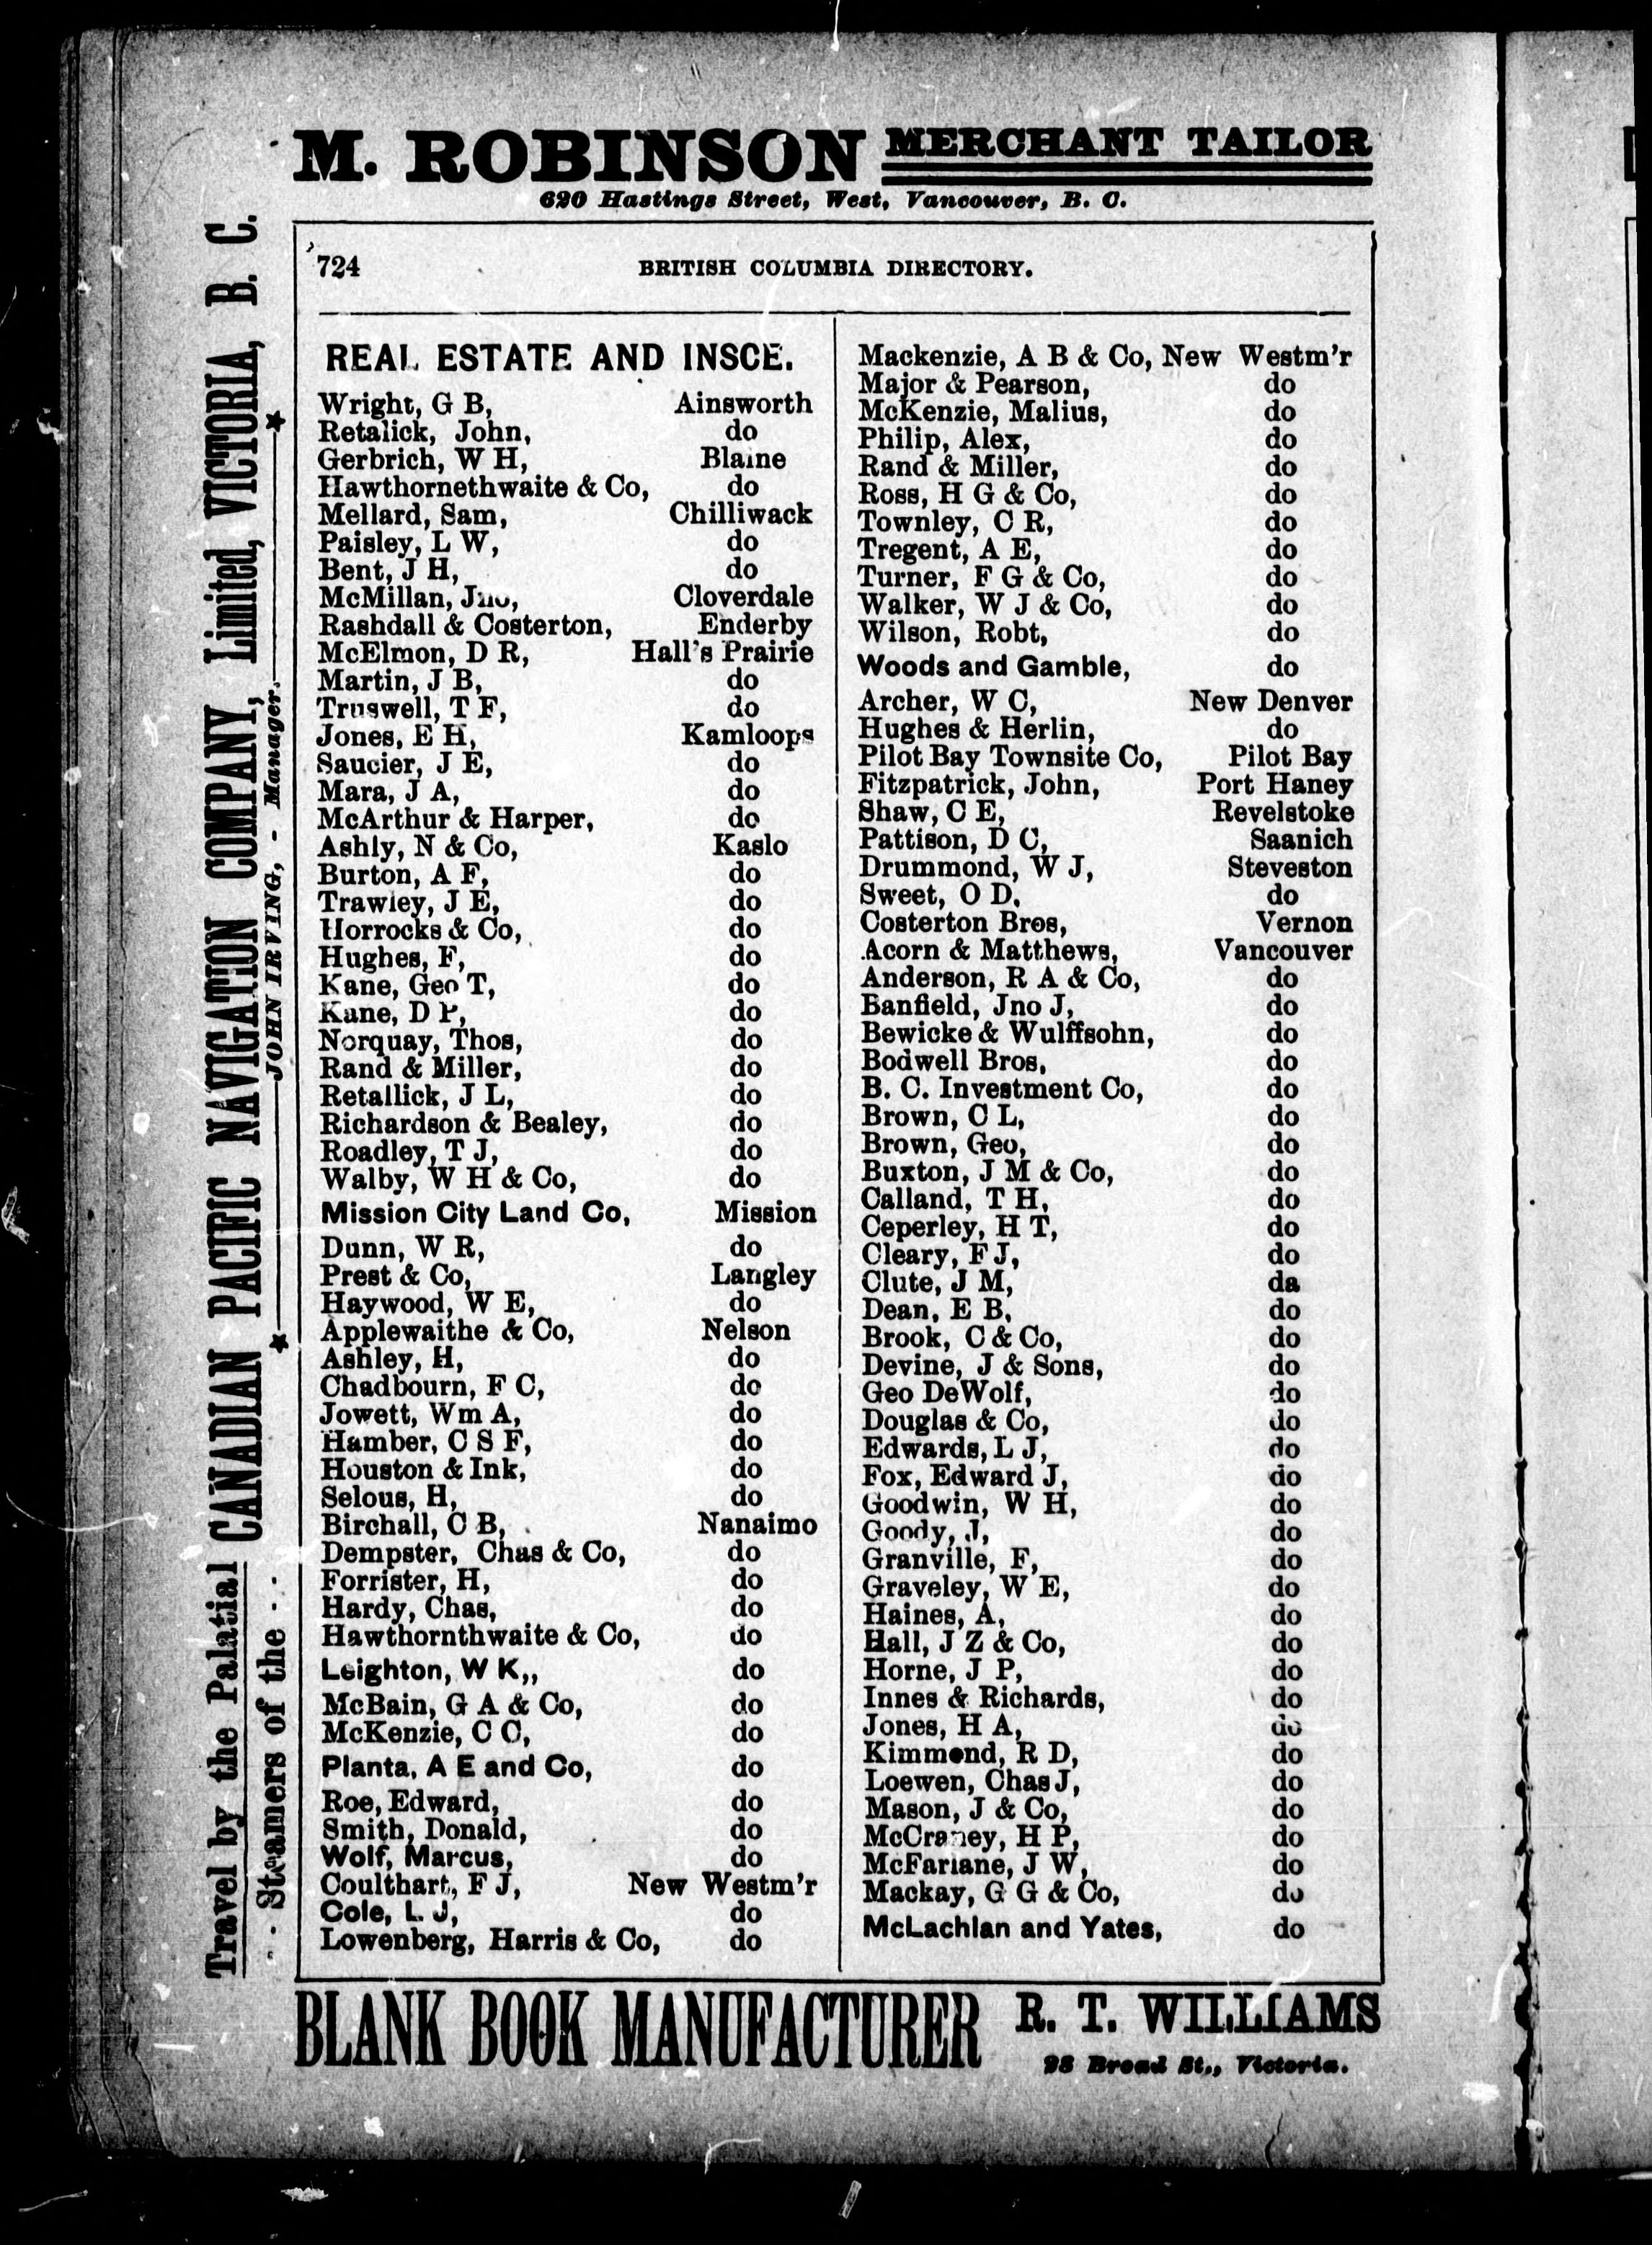 M. ROBINSON MERCHANT TAILOR
620 Hastings Street, West, Vancouver, B. C.
724 BRITISH COLUMBIA DIRECTORY.
REAL ESTATE AND INSCE.
Wright, G B, Ainsworth
Retalick, John, do
Gerbrich, W H, Blaine
Hawthornethwaite & Co, do
Mellard, Sam, Chilliwack
Paisley, L W, do
Bent, J H, do
McMillan, Jno, Cloverdale
Rashdall & Costerton, Enderby
McElmon, D R, Hall's Prairie
Martin, J B, do
Truswell, T F, do
Jones, E H, Kamloops
Saucier, J E, do
Mara, J A, do
McArthur & Harper, do
Ashly, N & Co, Kaslo
Burton, A F, do
Trawley, J E, do
Horrocks & Co, do
Hughes, F, do
Kane, Geo T, do
Kane, D P, do
Norquay, Thos, do
Rand & Miller, do
Retallick, J L, do
Richardson & Bealey, do
Roadley, T J, do
Walby, W H & Co, do
Mission City Land Co, Mission
Dunn, W R, do
Prest & Co, Langley
Haywood, W E, do
Applewaithe & Co, Nelson
Ashley, H, do
Chadbourn, F C, do
Jowett, Wm A, do
Hamber, C S F, do
Houston & Ink, do
Selous, H, do
Birchall, C B, Nanaimo
Dempster, Chas & Co, do
Forrister, H, do
Hardy, Chas, do
Hawthornthwaite & Co, do
Leighton, W K,, do
McBain, G A & Co, do
McKenzie, C C, do
Planta, A E and Co, do
Roe, Edward, do
Smith, Donald, do
Wolf, Marcus, do
Coulthart, F J, New Westm'r
Cole, L J, do
Lowenberg, Harris & Co, do
Mackenzie, A B & Co, New Westm'r
Major & Pearson, do
McKenzie, Malius, do
Philip, Alex, do
Rand & Miller, do
Ross, H G & Co, do
Townley, C R, do
Tregent, A E, do
Turner, F G & Co, do
Walker, W J & Co, do
Wilson, Robt, do
Woods and Gamble, do
Archer, W C, New Denver
Hughes & Herlin, do
Pilot Bay Townsite Co, Pilot Bay
Fitzpatrick, John, Port Haney
Shaw, C E, Revelstoke
Pattison, D C, Saanich
Drummond, W J, Steveston
Sweet, O D, do
Costerton Bros, Vernon
Acorn & Matthews, Vancouver
Anderson, R A & Co, do
Banfield, Jno J, do
Bewicke & Wulffsohn, do
Bodwell Bros, do
B. C. Investment Co, do
Brown, C L, do
Brown, Geo, do
Buxton, J M & Co, do
Calland, T H, do
Ceperley, H T, do
Cleary, F J, do
Clute, J M, da
Dean, E B, do
Brook, C & Co, do
Devine, J & Sons, do
Geo DeWolf, do
Douglas & Co, do
Edwards, L J, do
Fox, Edward J, do
Goodwin, W H, do
Goody, J, do
Granville, F, do
Graveley, W E, do
Haines, A, do
Hall, J Z & Co, do
Horne, J P, do
Innes & Richards, do
Jones, H A, do
Kimmond, R D, do
Loewen, Chas J, do
Mason, J & Co, do
McCraney, H P, do
McFarlane, J W, do
Mackay, G G & Co, do
McLachlan and Yates, do
Travel by the Palatial CANADIAN PACIFIC NAVIGATION COMPANY, Limited, VICTORIA, B. C.
- - Steamers of the - - JOHN IRVING, - Manager.
BLANK BOOK MANUFACTURER R. T. WILLIAMS
28 Broad St., Victoria.